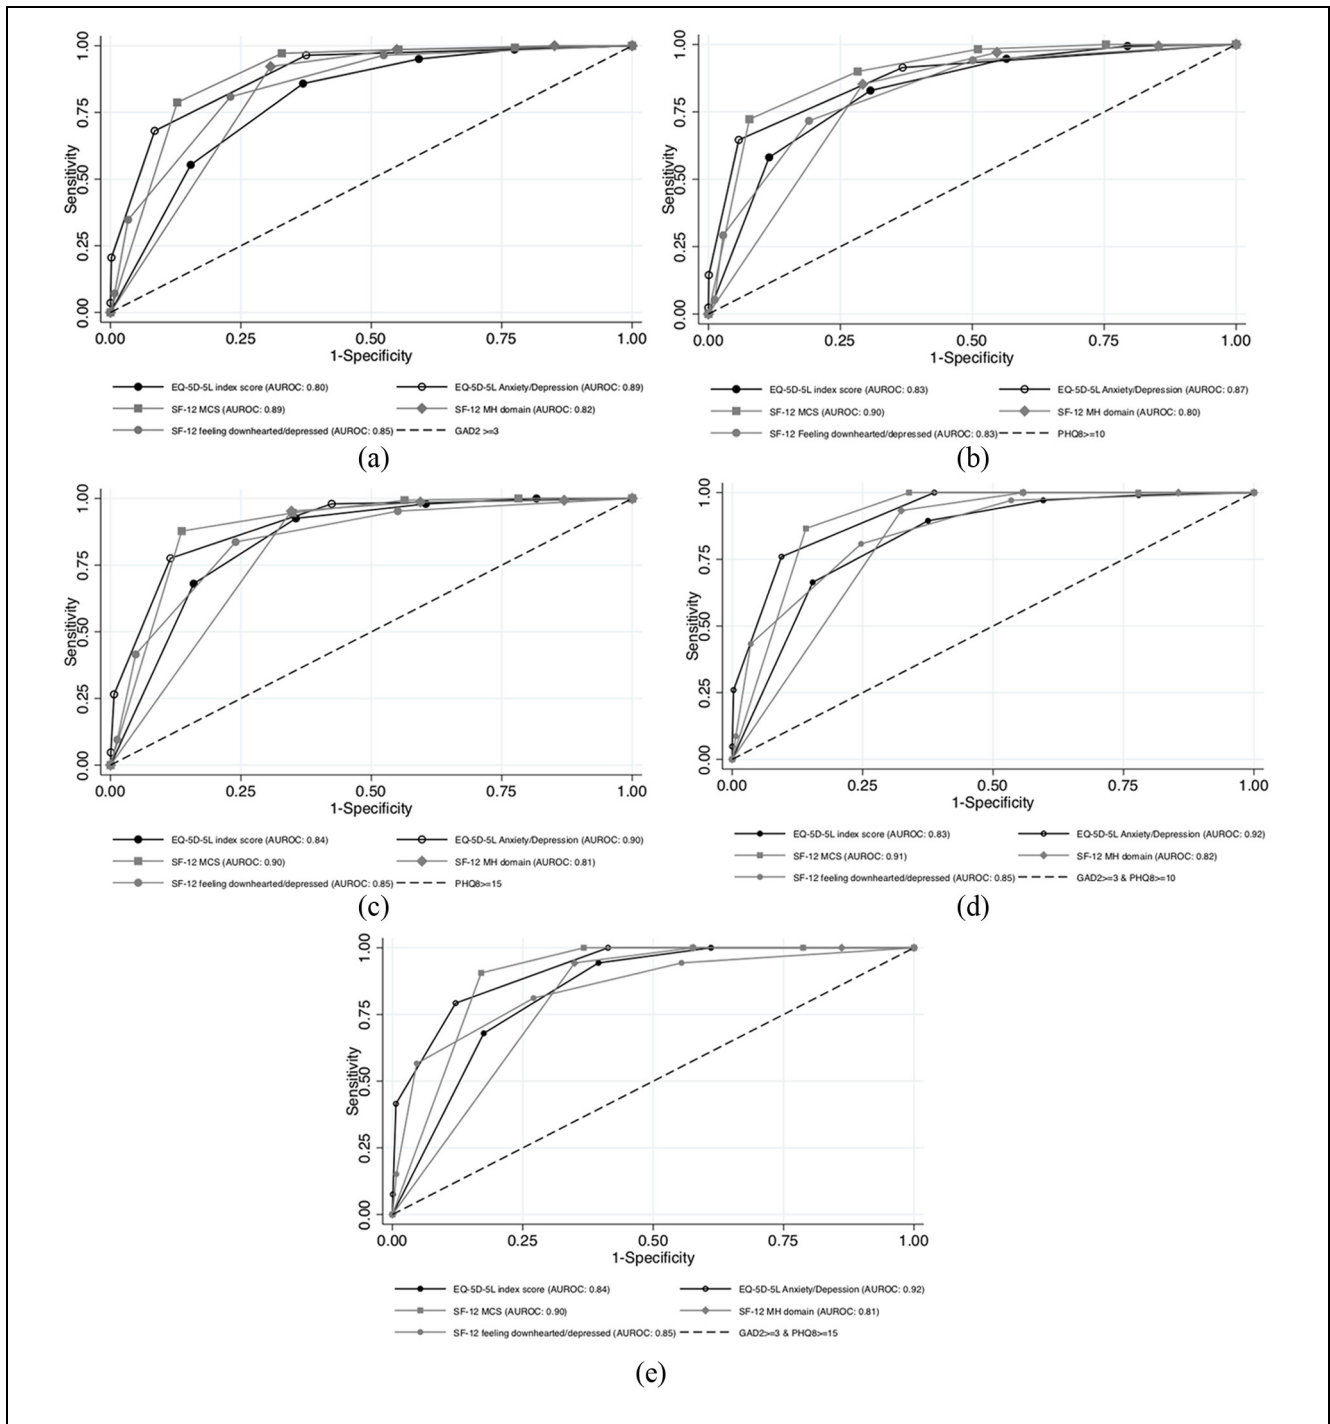 1.00
0.75
0.50
0.25
0.00
Sensitivity
0.00 0.25 0.50 0.75 1.00
1-Specificity
EQ-5D-5L index score (AUROC: 0.80) EQ-5D-5L Anxiety/Depression (AUROC: 0.89)
SF-12 MCS (AUROC: 0.89) SF-12 MH domain (AUROC: 0.82)
SF-12 feeling downhearted/depressed (AUROC: 0.85) GAD2 >=3
(a)
1.00
0.75
0.50
0.25
0.00
Sensitivity
0.00 0.25 0.50 0.75 1.00
1-Specificity
EQ-5D-5L index score (AUROC: 0.83) EQ-5D-5L Anxiety/Depression (AUROC: 0.87)
SF-12 MCS (AUROC: 0.90) SF-12 MH domain (AUROC: 0.80)
SF-12 Feeling downhearted/depressed (AUROC: 0.83) PHQ8>=10
(b)
1.00
0.75
0.50
0.25
0.00
Sensitivity
0.00 0.25 0.50 0.75 1.00
1-Specificity
EQ-5D-5L index score (AUROC: 0.84) EQ-5D-5L Anxiety/Depression (AUROC: 0.90)
SF-12 MCS (AUROC: 0.90) SF-12 MH domain (AUROC: 0.81)
SF-12 feeling downhearted/depressed (AUROC: 0.85) PHQ8>=15
(c)
1.00
0.75
0.50
0.25
0.00
Sensitivity
0.00 0.25 0.50 0.75 1.00
1-Specificity
EQ-5D-5L index score (AUROC: 0.83) EQ-5D-5L Anxiety/Depression (AUROC: 0.92)
SF-12 MCS (AUROC: 0.91) SF-12 MH domain (AUROC: 0.82)
SF-12 feeling downhearted/depressed (AUROC: 0.85) GAD2>=3 & PHQ8>=10
(d)
1.00
0.75
0.50
0.25
0.00
Sensitivity
0.00 0.25 0.50 0.75 1.00
1-Specificity
EQ-5D-5L index score (AUROC: 0.84) EQ-5D-5L Anxiety/Depession (AUROC: 0.92)
SF-12 MCS (AUROC: 0.90) SF-12 MH domain (AUROC: 0.81)
SF-12 feeling downhearted/depressed (AUROC: 0.85) GAD2>=3 & PHQ8>=15
(e)